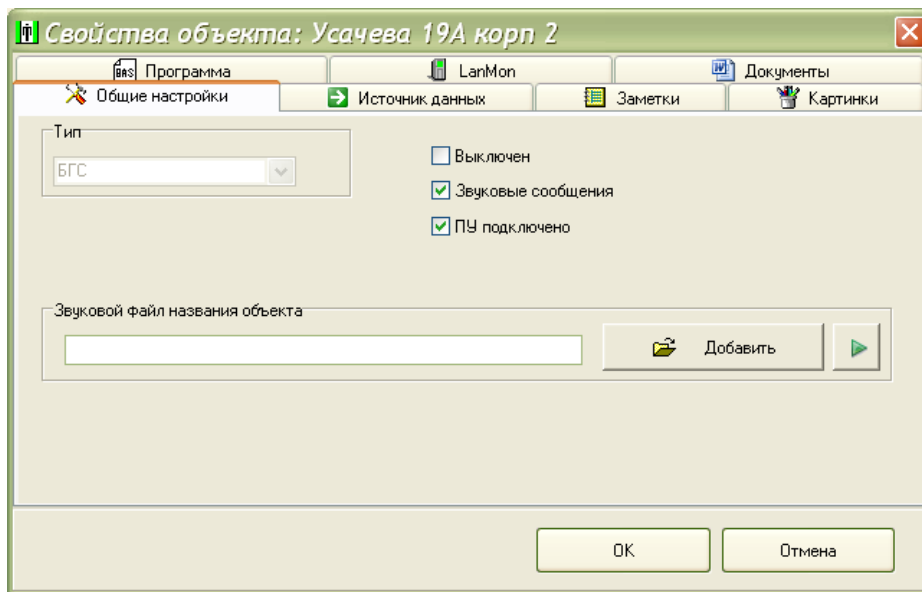 Свойства объекта: Усачева 19А корп 2
BAS Программа
LanMon
Документы
Общие настройки
Источник данных
Заметки
Картинки
Тип
БГС
Выключен
Звуковые сообщения
ПУ подключено
Звуковой файл названия объекта
Добавить
OK
Отмена